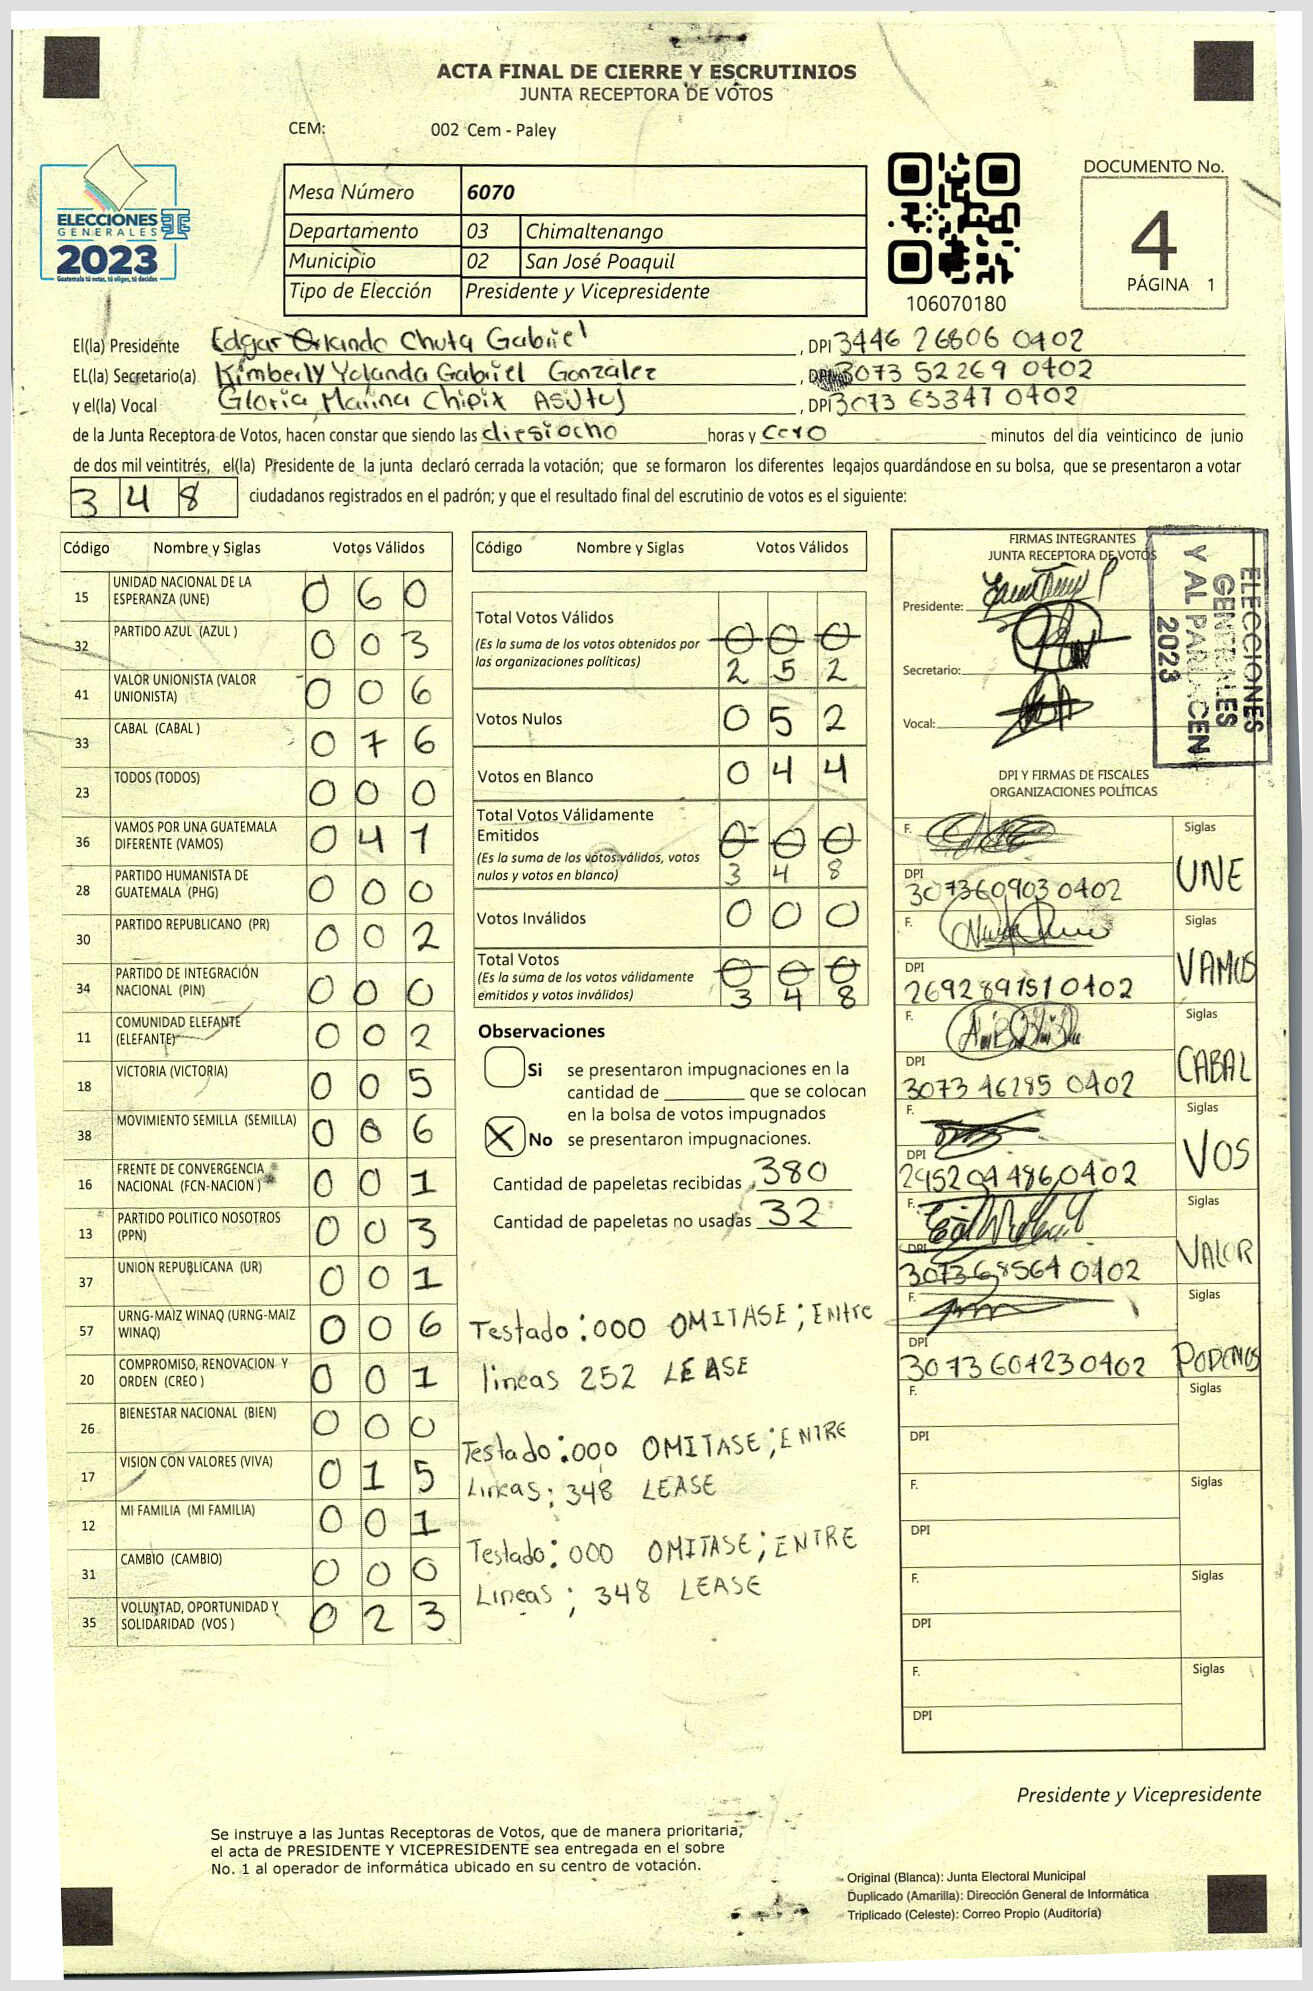 ACTA FINAL DE CIERRE Y ESCRUTINIOS
JUNTA RECEPTORA DE VOTOS
CEM: 002 Cem - Paley
ELECCIONES
GENERALES
2023
Guatemala tú votas, tú eliges, tú decides
Mesa Número 6070
Departamento 03 Chimaltenango
Municipio 02 San José Poaquil
Tipo de Elección Presidente y Vicepresidente
106070180
DOCUMENTO No.
4
PÁGINA 1
El(la) Presidente Edgar Orlando Chuta Gabriel , DPI 3446 26806 0402
EL(la) Secretario(a) Kimberly Yolanda Gabriel Gonzalez , DPI 3073 52269 0402
y el(la) Vocal Gloria Marina Chipix , DPI 3073 63347 0402
de la Junta Receptora de Votos, hacen constar que siendo las diesiocho horas y cero minutos del día veinticinco de junio
de dos mil veintitrés, el(la) Presidente de la junta declaró cerrada la votación; que se formaron los diferentes legajos guardándose en su bolsa, que se presentaron a votar
348 ciudadanos registrados en el padrón; y que el resultado final del escrutinio de votos es el siguiente:
Código Nombre y Siglas Votos Válidos
15 UNIDAD NACIONAL DE LA ESPERANZA (UNE) 0 6 0
32 PARTIDO AZUL (AZUL ) 0 0 3
41 VALOR UNIONISTA (VALOR UNIONISTA) 0 0 6
33 CABAL (CABAL ) 0 7 6
23 TODOS (TODOS) 0 0 0
36 VAMOS POR UNA GUATEMALA DIFERENTE (VAMOS) 0 4 1
28 PARTIDO HUMANISTA DE GUATEMALA (PHG) 0 0 0
30 PARTIDO REPUBLICANO (PR) 0 0 2
34 PARTIDO DE INTEGRACIÓN NACIONAL (PIN) 0 0 0
11 COMUNIDAD ELEFANTE (ELEFANTE) 0 0 2
18 VICTORIA (VICTORIA) 0 0 5
38 MOVIMIENTO SEMILLA (SEMILLA) 0 0 6
16 FRENTE DE CONVERGENCIA NACIONAL (FCN-NACION ) 0 0 1
13 PARTIDO POLITICO NOSOTROS (PPN) 0 0 3
37 UNION REPUBLICANA (UR) 0 0 1
57 URNG-MAIZ WINAQ (URNG-MAIZ WINAQ) 0 0 6
20 COMPROMISO, RENOVACION Y ORDEN (CREO ) 0 0 1
26 BIENESTAR NACIONAL (BIEN) 0 0 0
17 VISION CON VALORES (VIVA) 0 1 5
12 MI FAMILIA (MI FAMILIA) 0 0 1
31 CAMBIO (CAMBIO) 0 0 0
35 VOLUNTAD, OPORTUNIDAD Y SOLIDARIDAD (VOS ) 0 2 3
Código Nombre y Siglas Votos Válidos
Total Votos Válidos 0 0 0
(Es la suma de los votos obtenidos por
las organizaciones políticas) 2 5 2
Votos Nulos 0 5 2
Votos en Blanco 0 4 4
Total Votos Válidamente
Emitidos 0 0 0
(Es la suma de los votos válidos, votos
nulos y votos en blanco) 3 4 8
Votos Inválidos 0 0 0
Total Votos 0 0 0
(Es la suma de los votos válidamente
emitidos y votos inválidos) 3 4 8
Observaciones
Si se presentaron impugnaciones en la
cantidad de ________ que se colocan
en la bolsa de votos impugnados
X No se presentaron impugnaciones.
Cantidad de papeletas recibidas 380
Cantidad de papeletas no usadas 32
Testado: 000 OMITASE; Entre
lineas 252 LEASE
Testado: 000 OMITASE; ENTRE
Lineas; 348 LEASE
Testado: 000 OMITASE; ENTRE
Lineas; 348 LEASE
FIRMAS INTEGRANTES
JUNTA RECEPTORA DE VOTOS
Presidente:
Secretario:
Vocal:
ELECCIONES
GENERALES
Y AL PARLACEN
2023
DPI Y FIRMAS DE FISCALES
ORGANIZACIONES POLÍTICAS
F. Siglas UNE
DPI 307360903 0402
F. Siglas VAMOS
DPI 269289151 0402
F. Siglas CABAL
DPI 3073 46285 0402
F. Siglas VOS
DPI 2952044860402
F. Siglas VALOR
DPI 307368564 0402
F. Siglas PODEMOS
DPI 3073604230402
F. Siglas
DPI
F. Siglas
DPI
F. Siglas
DPI
F. Siglas
DPI
Presidente y Vicepresidente
Se instruye a las Juntas Receptoras de Votos, que de manera prioritaria,
el acta de PRESIDENTE Y VICEPRESIDENTE sea entregada en el sobre
No. 1 al operador de informática ubicado en su centro de votación.
Original (Blanca): Junta Electoral Municipal
Duplicado (Amarilla): Dirección General de Informática
Triplicado (Celeste): Correo Propio (Auditoría)